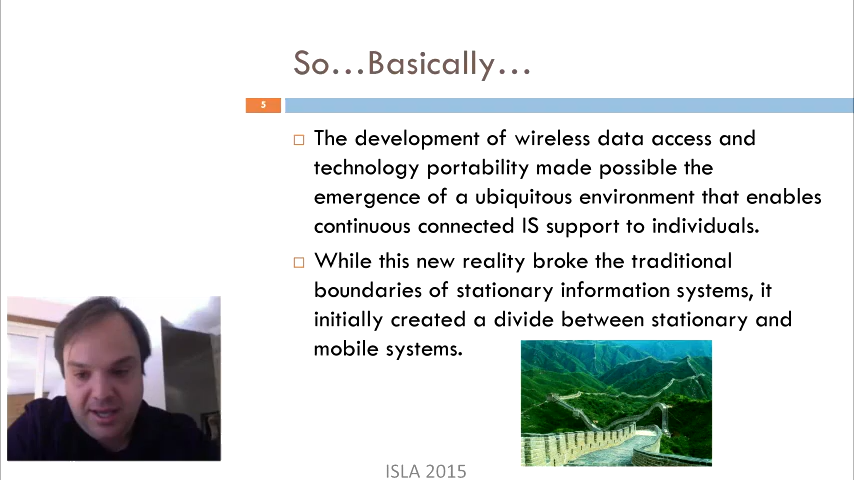 So...Basically...
5
The development of wireless data access and
technology portability made possible the
emergence of a ubiquitous environment that enables
continuous connected IS support to individuals.
While this new reality broke the traditional
boundaries of stationary information systems, it
initially created a divide between stationary and
mobile systems.
ISLA 2015